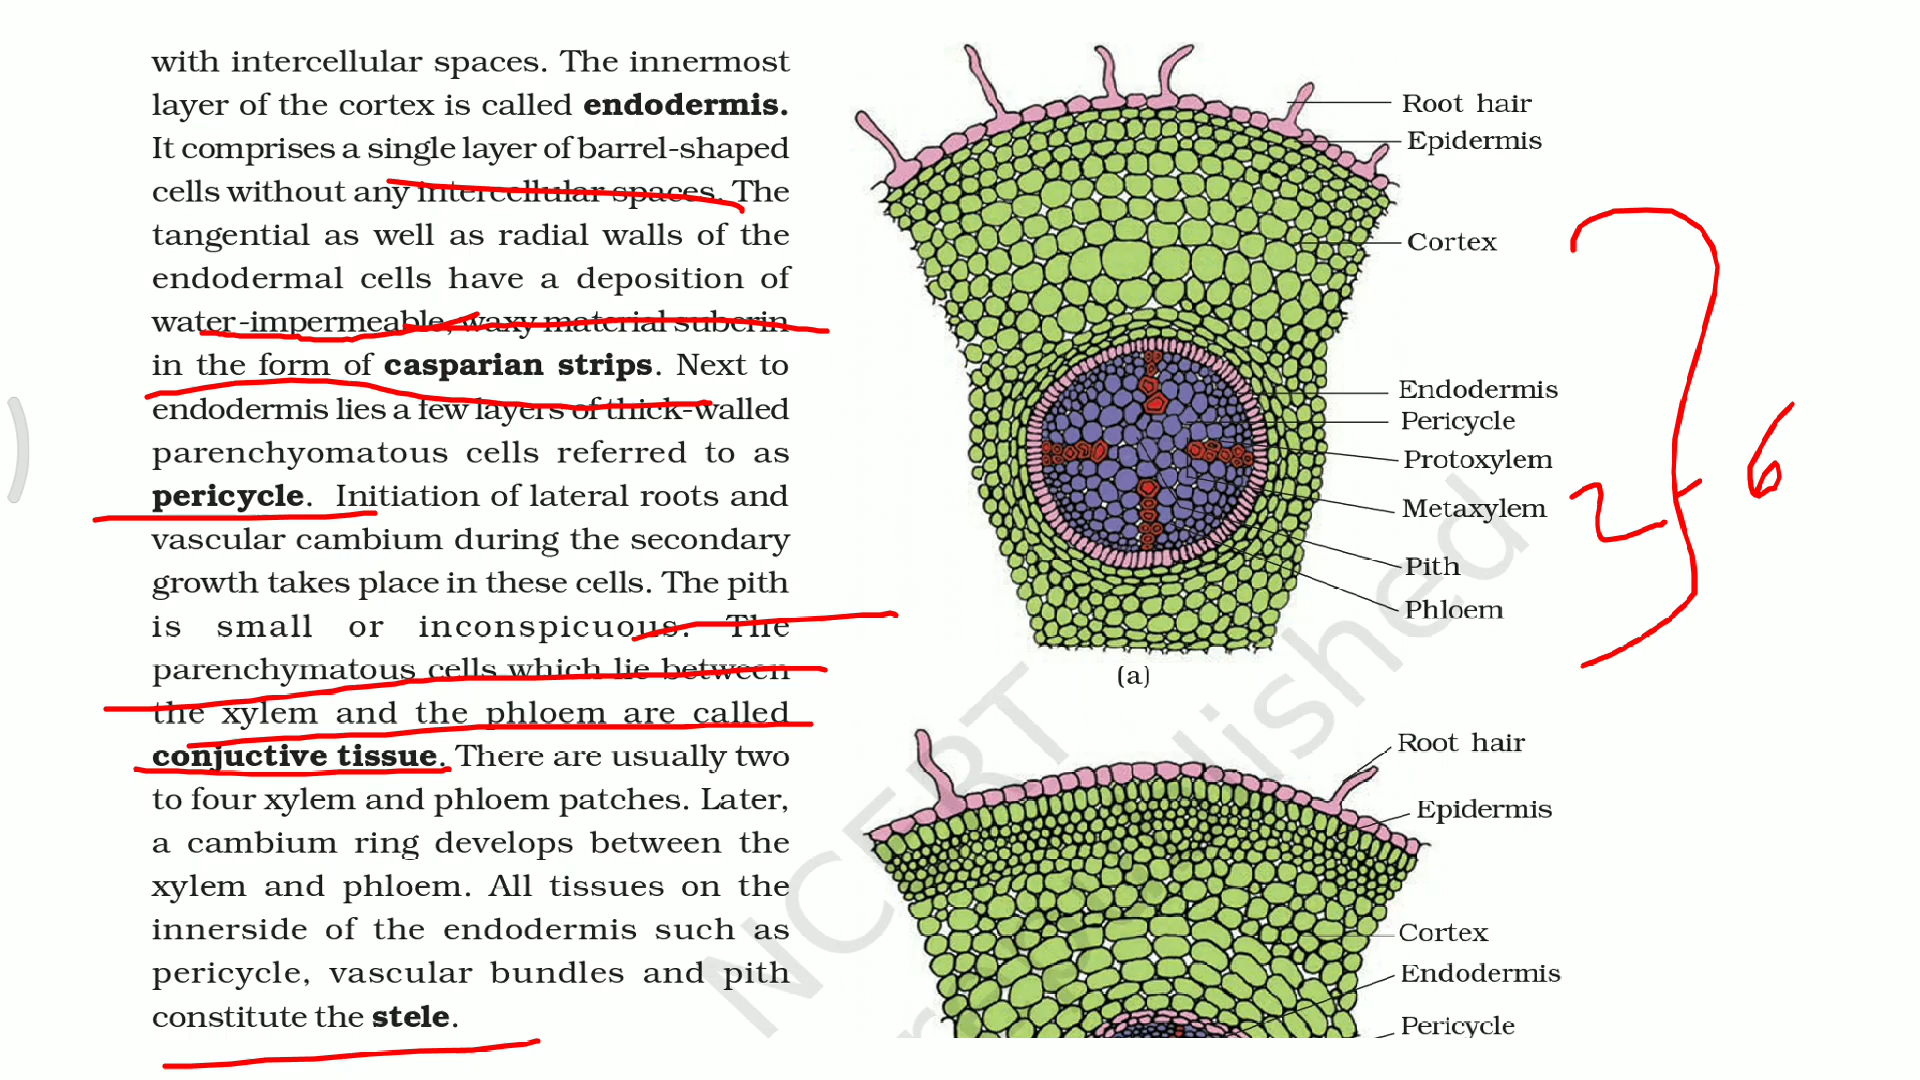 with intercellular spaces. The innermost
layer of the cortex is called endodermis.
It comprises a single layer of barrel-shaped
cells without any intercellular spaces. The
tangential as well as radial walls of the
endodermal cells have a deposition of
water-impermeable, waxy material suberin
in the form of casparian strips. Next to
endodermis lies a few layers of thick-walled
parenchyomatous cells referred to as
pericycle. Initiation of lateral roots and
vascular cambium during the secondary
growth takes place in these cells. The pith
is small or inconspicuous. The
parenchymatous cells which lie between
the xylem and the phloem are called
conjuctive tissue. There are usually two
to four xylem and phloem patches. Later,
a cambium ring develops between the
xylem and phloem. All tissues on the
innerside of the endodermis such as
pericycle, vascular bundles and pith
constitute the stele.
Root hair
Epidermis
Cortex
Endodermis
Pericycle
Protoxylem
Metaxylem
Pith
Phloem
(a)
2-6
Root hair
Epidermis
Cortex
Endodermis
Pericycle
NCERT